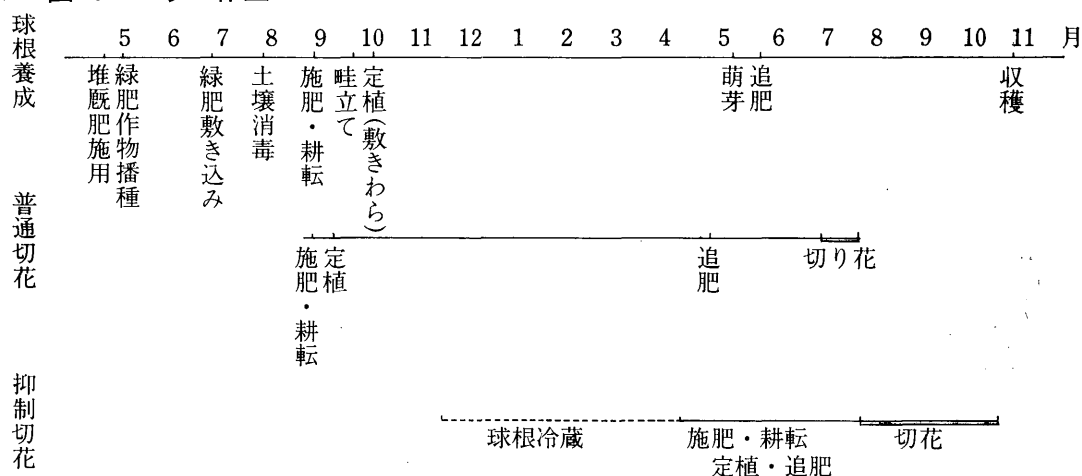 球根養成
5 6 7 8 9 10 11 12 1 2 3 4 5 6 7 8 9 10 11 月
堆厩肥施用
緑肥作物播種
緑肥敷き込み
土壌消毒
施肥・耕転
畦立て
定植(敷きわら)
萌芽
追肥
収穫
普通切花
施肥・耕転
定植
追肥
切り花
抑制切花
球根冷蔵
施肥・耕転
定植・追肥
切花